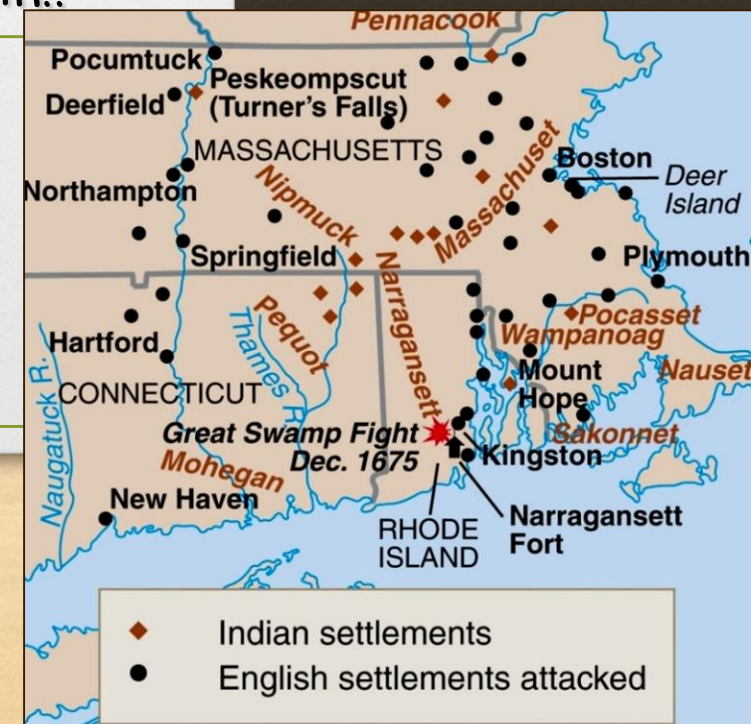 Pennacook
Pocumtuck
Peskeompscut
(Turner's Falls)
Deerfield
MASSACHUSETTS
Boston
Deer
Island
Northampton
Nipmuck
Massachuset
Springfield
Plymouth
Narragansett
Pequot
Pocasset
Wampanoag
Hartford
Thames R.
Mount
Hope
Nauset
CONNECTICUT
Naugatuck R.
Great Swamp Fight
Dec. 1675
Sakonnet
Kingston
Mohegan
New Haven
Narragansett
Fort
RHODE
ISLAND
Indian settlements
English settlements attacked